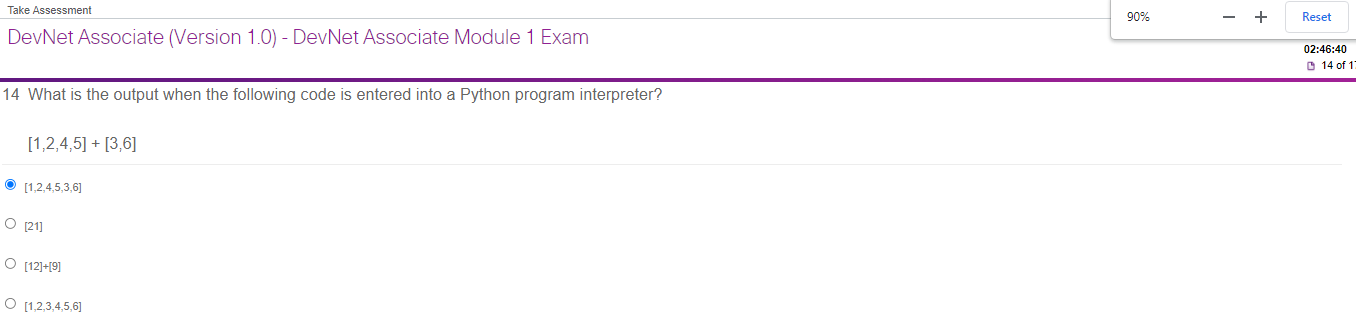 Take Assessment
90%
Reset
DevNet Associate (Version 1.0) - DevNet Associate Module 1 Exam
02:46:40
14 of 1
14 What is the output when the following code is entered into a Python program interpreter?
[1,2,4,5] + [3,6]
[1,2,4,5,3,6]
[21]
[12]+[9]
[1,2,3,4,5,6]